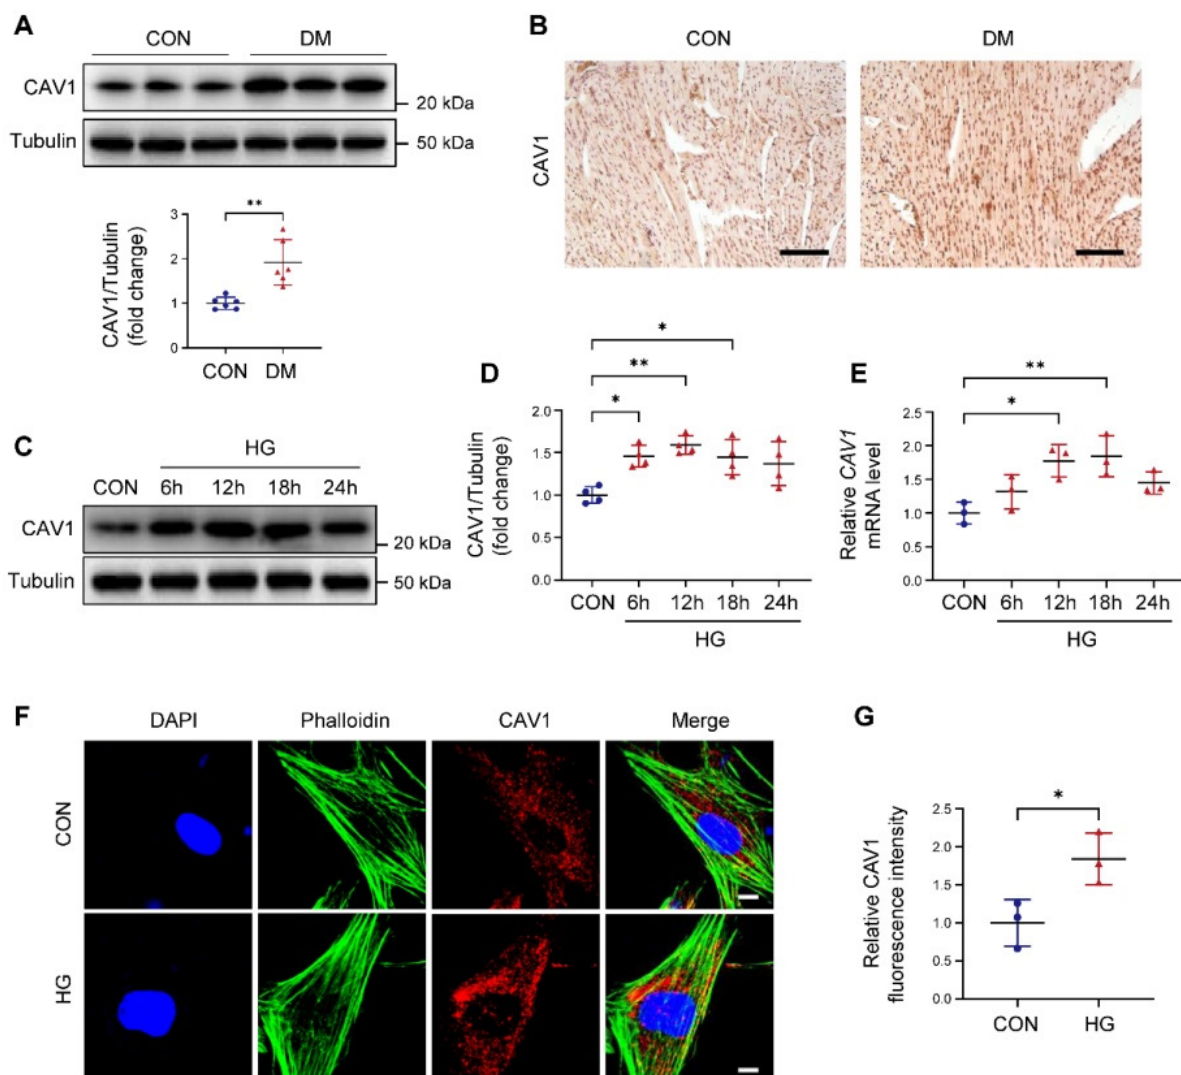 A
CON DM
CAV1
20 kDa
Tubulin
50 kDa
**
CAV1/Tubulin
(fold change)
3
2
1
0
CON DM
B
CON DM
CAV1
C
HG
CON 6h 12h 18h 24h
CAV1
20 kDa
Tubulin
50 kDa
D
*
**
*
CAV1/Tubulin
(fold change)
2.0
1.5
1.0
0.5
0.0
CON 6h 12h 18h 24h
HG
E
**
*
Relative CAV1
mRNA level
2.5
2.0
1.5
1.0
0.5
0.0
CON 6h 12h 18h 24h
HG
F
DAPI Phalloidin CAV1 Merge
CON
HG
G
*
Relative CAV1
fluorescence intensity
2.5
2.0
1.5
1.0
0.5
0.0
CON HG